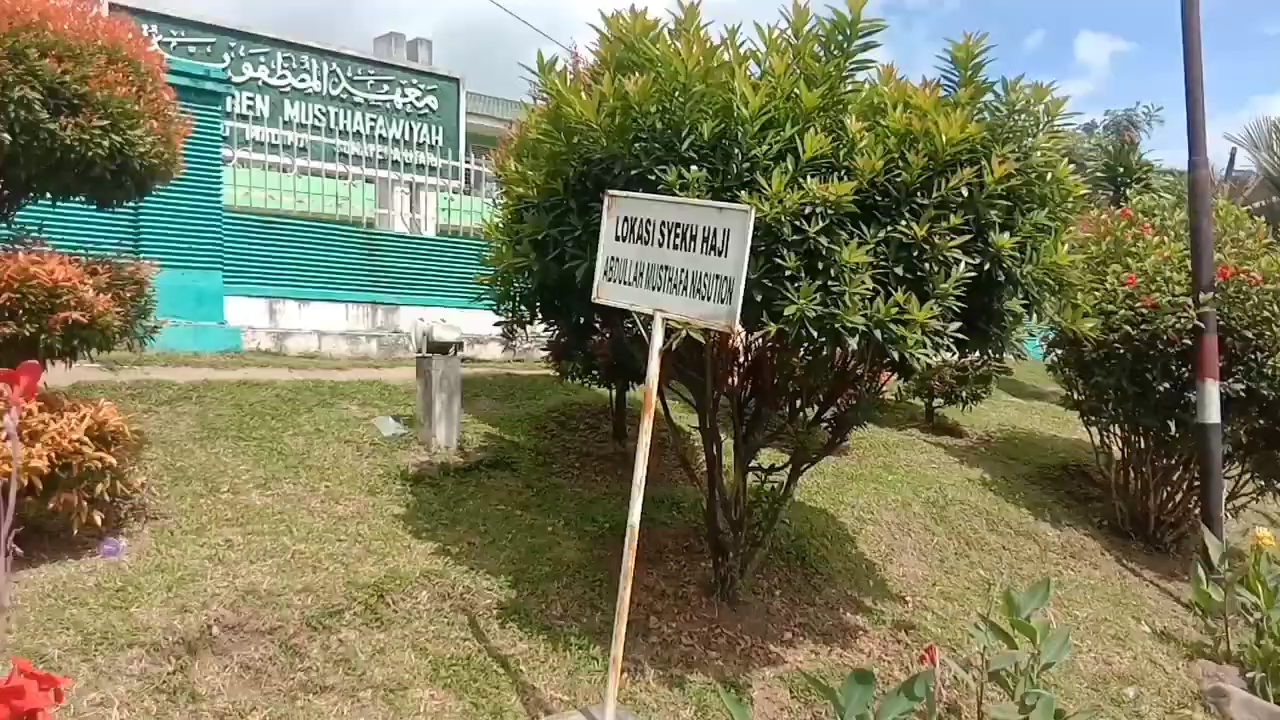 معهد المصطفوية
REN MUSTHAFAWIYAH
LOKASI SYEKH HAJI
ABDULLAH MUSTHAFA NASUTION